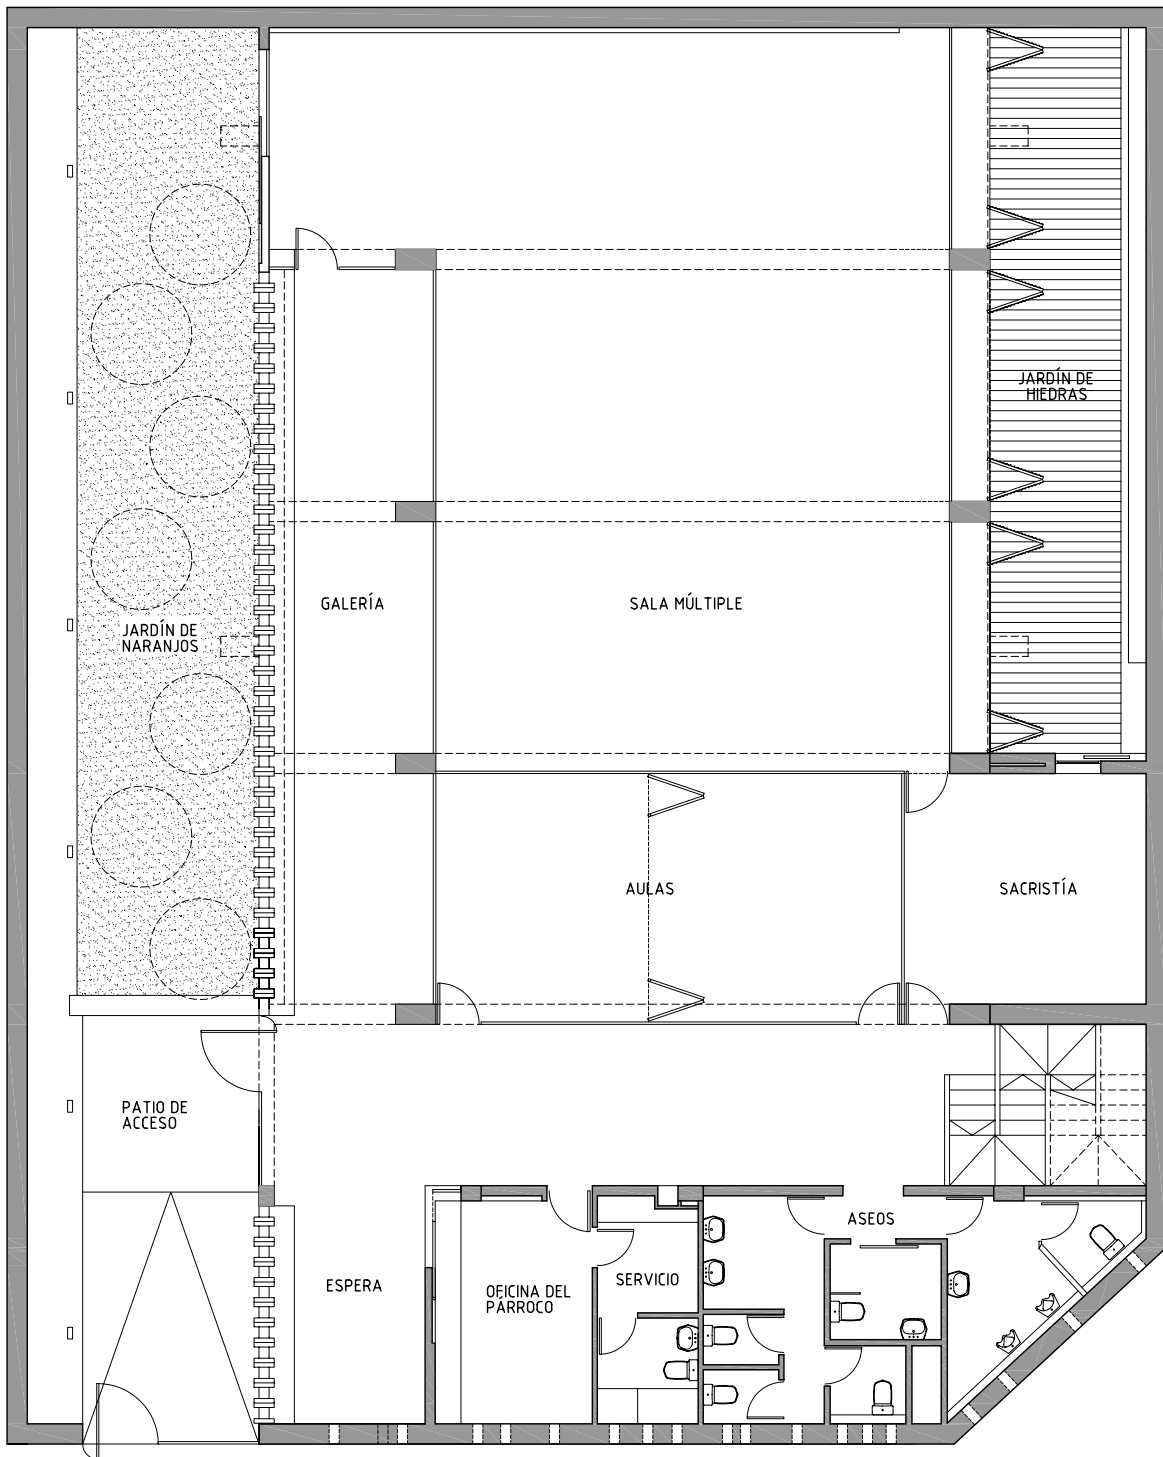 JARDÍN DE
HIEDRAS
GALERÍA
SALA MÚLTIPLE
JARDÍN DE
NARANJOS
AULAS
SACRISTÍA
PATIO DE
ACCESO
ASEOS
ESPERA
OFICINA DEL
PÁRROCO
SERVICIO